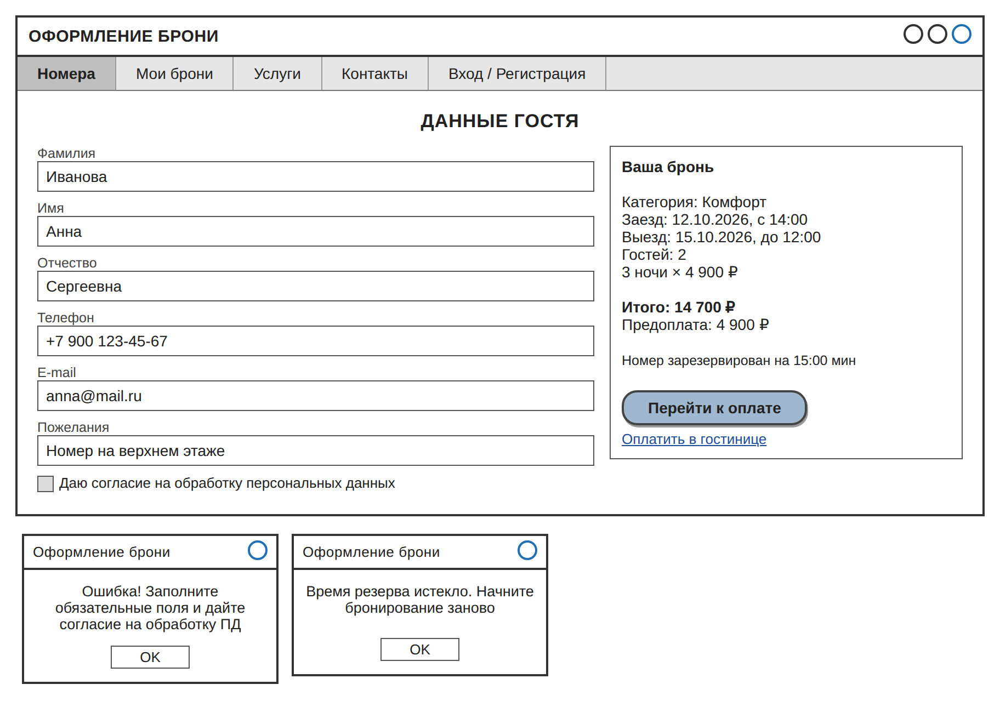 ОФОРМЛЕНИЕ БРОНИ
Номера
Мои брони
Услуги
Контакты
Вход / Регистрация
ДАННЫЕ ГОСТЯ
Фамилия
Иванова
Имя
Анна
Отчество
Сергеевна
Телефон
+7 900 123-45-67
E-mail
anna@mail.ru
Пожелания
Номер на верхнем этаже
Даю согласие на обработку персональных данных
Ваша бронь
Категория: Комфорт
Заезд: 12.10.2026, с 14:00
Выезд: 15.10.2026, до 12:00
Гостей: 2
3 ночи × 4 900 ₽
Итого: 14 700 ₽
Предоплата: 4 900 ₽
Номер зарезервирован на 15:00 мин
Перейти к оплате
Оплатить в гостинице
Оформление брони
Ошибка! Заполните
обязательные поля и дайте
согласие на обработку ПД
OK
Оформление брони
Время резерва истекло. Начните
бронирование заново
OK